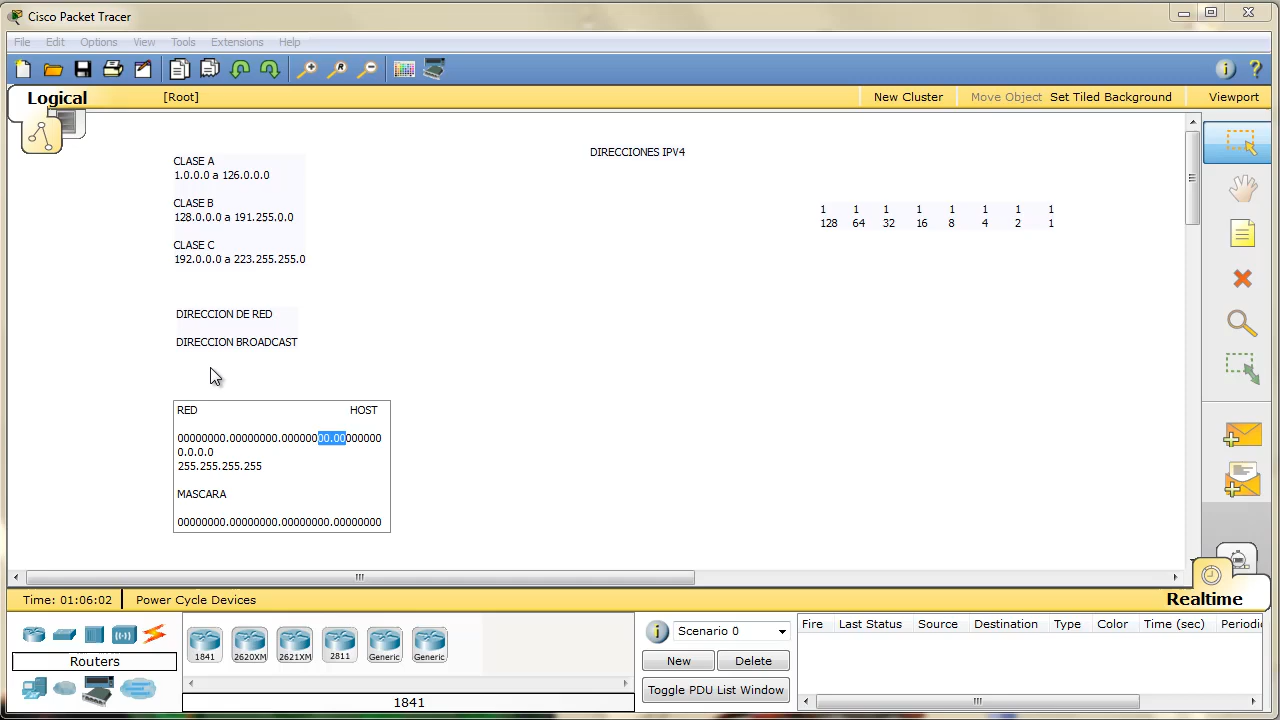 Cisco Packet Tracer
File Edit Options View Tools Extensions Help
Logical [Root] New Cluster Move Object Set Tiled Background Viewport
DIRECCIONES IPV4
CLASE A
1.0.0.0 a 126.0.0.0
CLASE B
128.0.0.0 a 191.255.0.0
CLASE C
192.0.0.0 a 223.255.255.0
1 1 1 1 1 1 1 1
128 64 32 16 8 4 2 1
DIRECCION DE RED
DIRECCION BROADCAST
RED HOST
00000000.00000000.00000000.00000000
0.0.0.0
255.255.255.255
MASCARA
00000000.00000000.00000000.00000000
Realtime
Time: 01:06:02 Power Cycle Devices
Routers
1841 2620XM 2621XM 2811 Generic Generic
1841
Scenario 0
New Delete
Toggle PDU List Window
Fire Last Status Source Destination Type Color Time (sec) Periodic